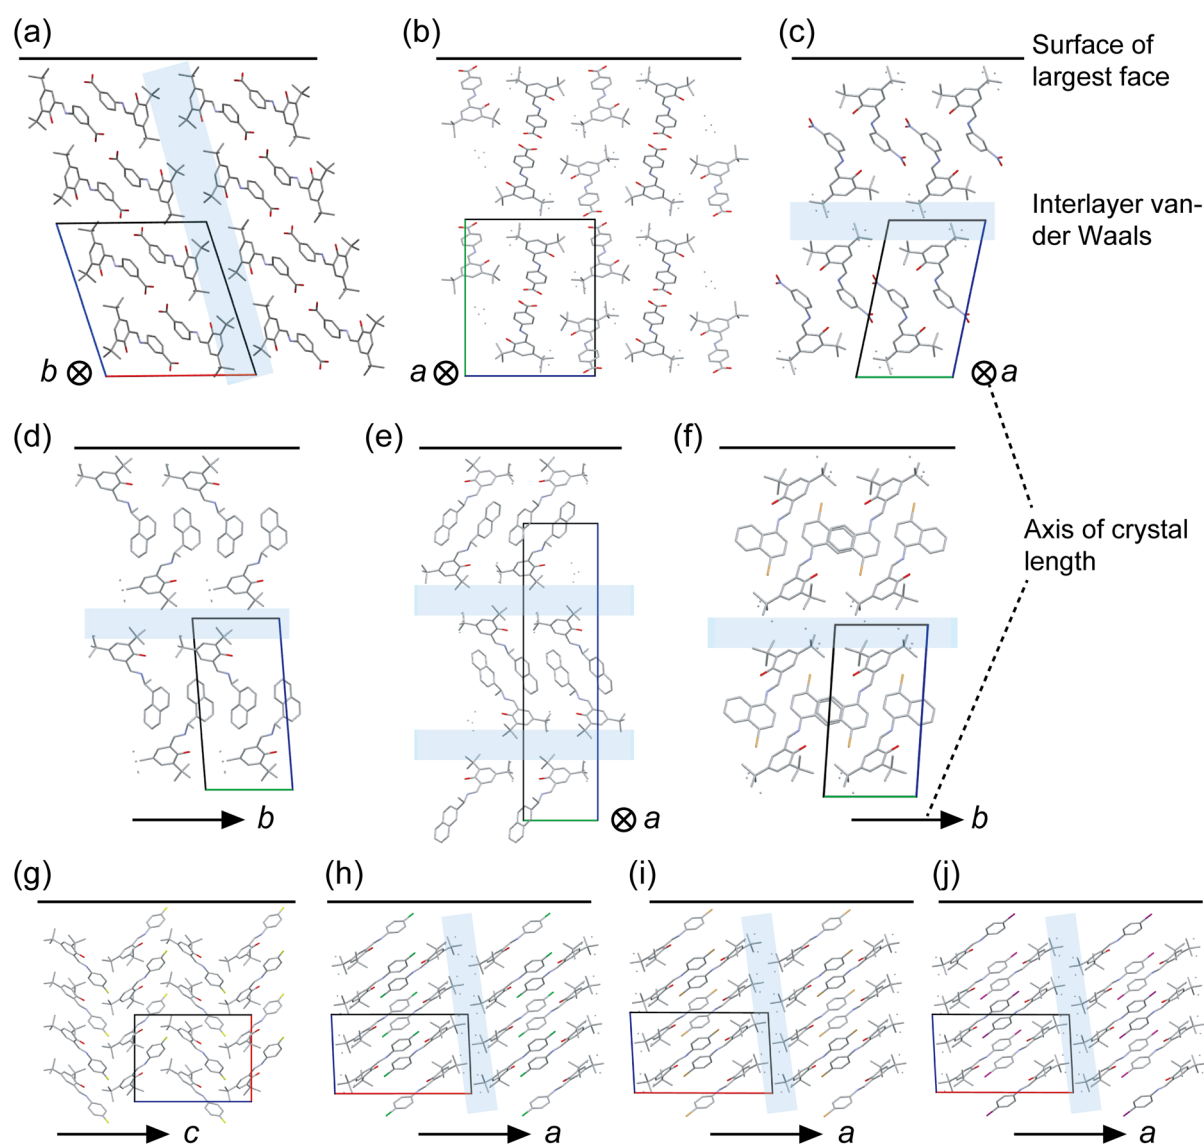 (a)
(b)
(c)
Surface of
largest face
Interlayer van-
der Waals
b
a
a
(d)
(e)
(f)
Axis of crystal
length
b
a
b
(g)
(h)
(i)
(j)
c
a
a
a